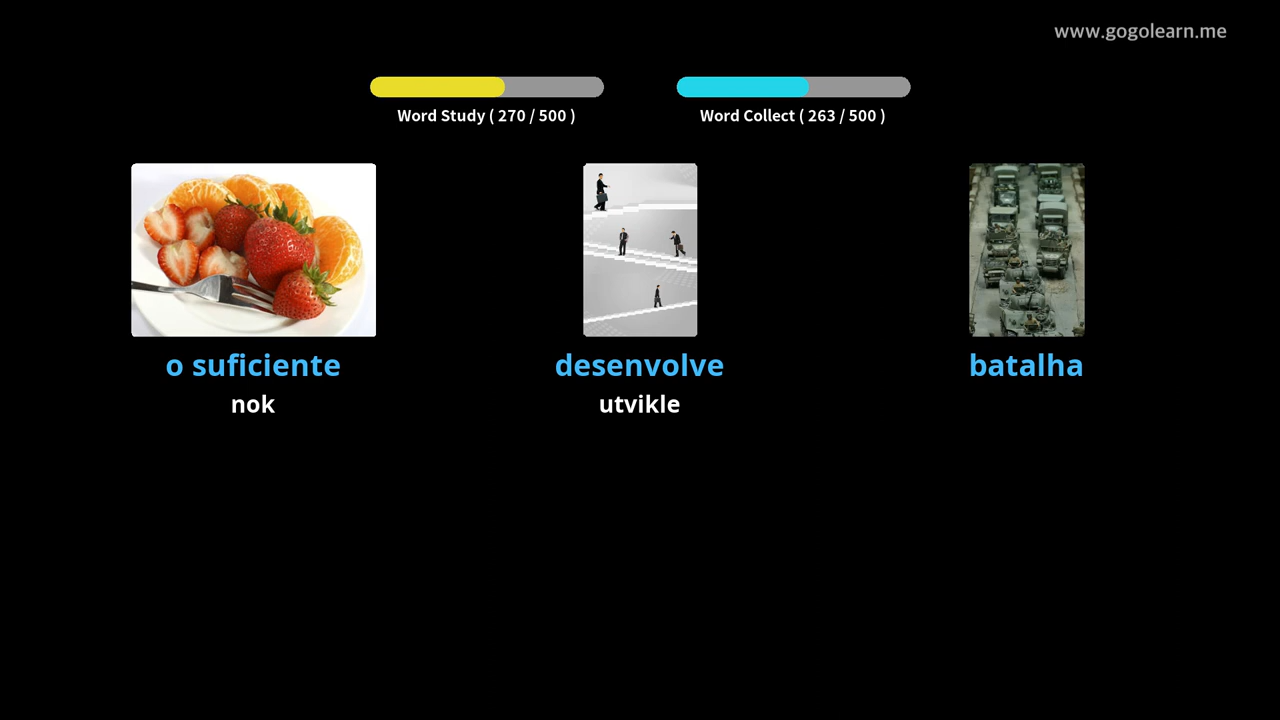 www.gogolearn.me
Word Study ( 270 / 500 )
Word Collect ( 263 / 500 )
o suficiente
nok
desenvolve
utvikle
batalha